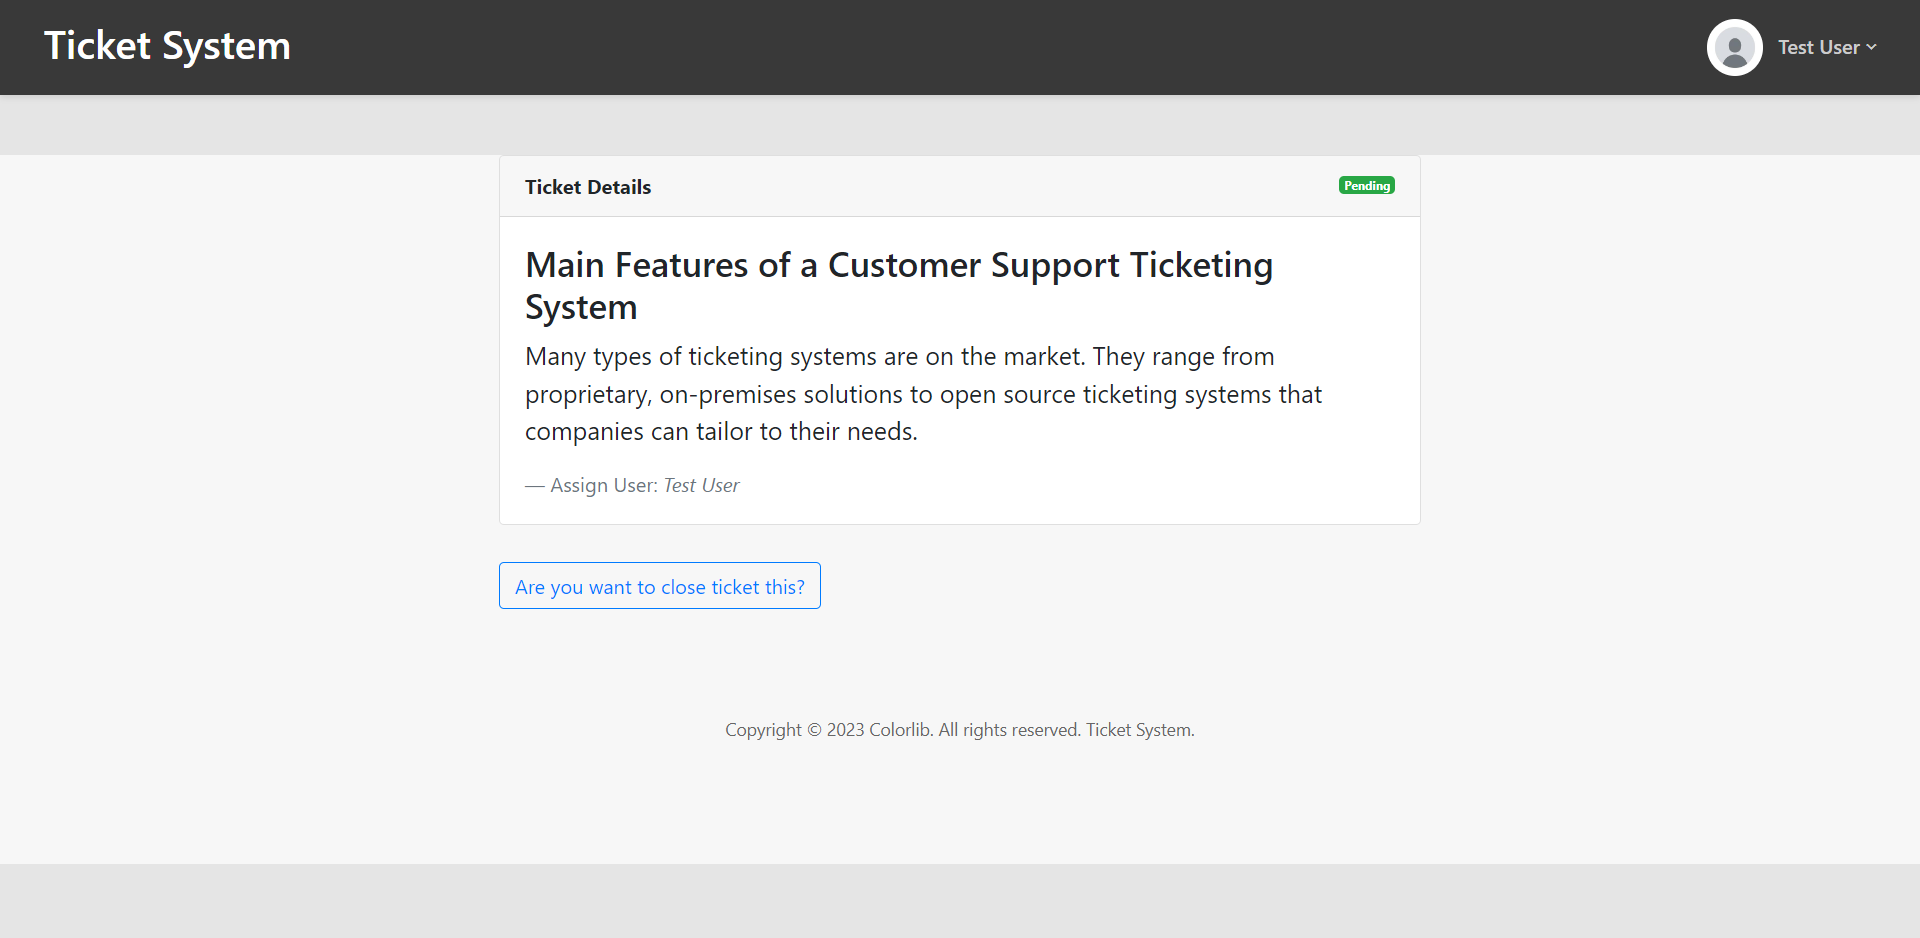 Ticket System
Test User
Ticket Details
Pending
Main Features of a Customer Support Ticketing
System
Many types of ticketing systems are on the market. They range from
proprietary, on-premises solutions to open source ticketing systems that
companies can tailor to their needs.
— Assign User: Test User
Are you want to close ticket this?
Copyright © 2023 Colorlib. All rights reserved. Ticket System.